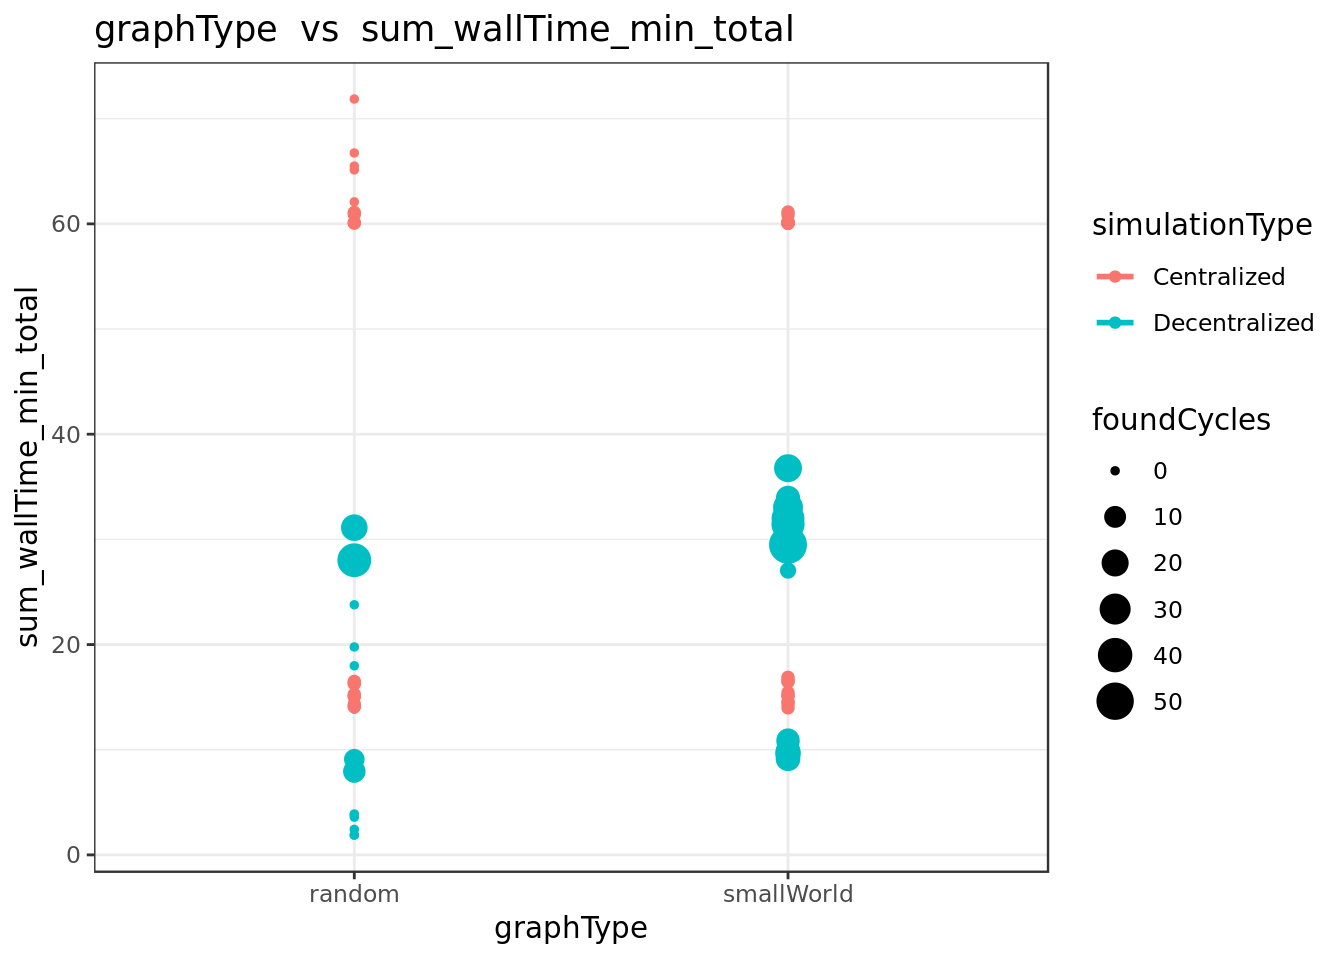 graphType vs sum_wallTime_min_total
sum_wallTime_min_total
60
40
20
0
random
smallWorld
graphType
simulationType
Centralized
Decentralized
foundCycles
0
10
20
30
40
50